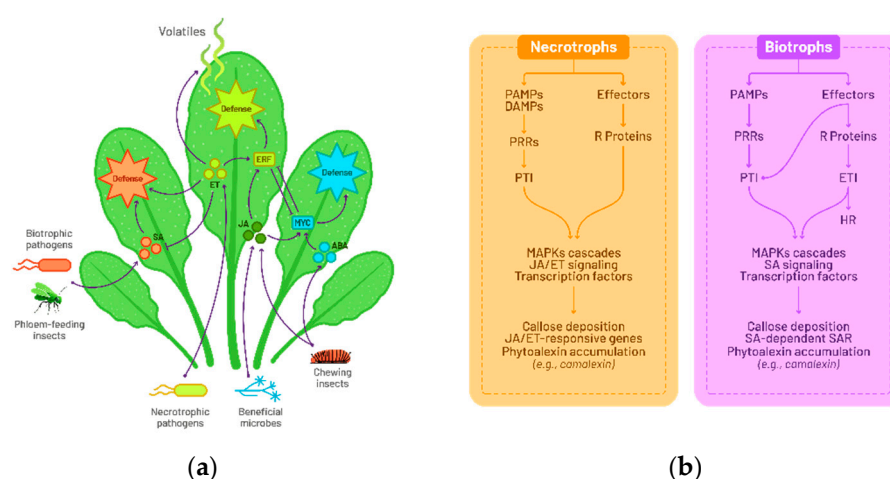 Volatiles
Defense
ERF
ET
Defense
Defense
SA
JA
MYC
ABA
Biotrophic
pathogens
Phloem-feeding
insects
Chewing
insects
Necrotrophic
pathogens
Beneficial
microbes
(a)
Necrotrophs
PAMPs
DAMPs
Effectors
PRRs
R Proteins
PTI
MAPKs cascades
JA/ET signaling
Transcription factors
Callose deposition
JA/ET-responsive genes
Phytoalexin accumulation
(e.g., camalexin)
Biotrophs
PAMPs
Effectors
PRRs
R Proteins
PTI
ETI
HR
MAPKs cascades
SA signaling
Transcription factors
Callose deposition
SA-dependent SAR
Phytoalexin accumulation
(e.g., camalexin)
(b)